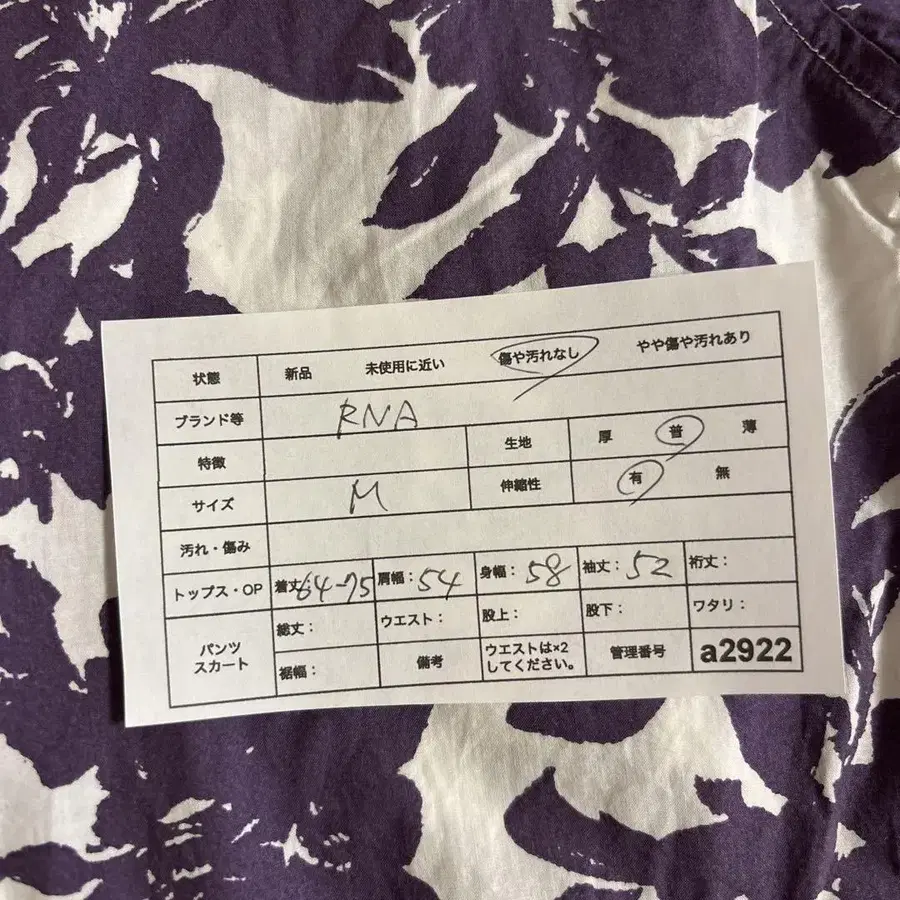 状態 新品 未使用に近い 傷や汚れなし やや傷や汚れあり
ブランド等 RNA
特徴 生地 厚 普 薄
サイズ M 伸縮性 有 無
汚れ・傷み
トップス・OP 着丈:64-75 肩幅:54 身幅:58 袖丈:52 裄丈:
パンツ スカート 総丈: ウエスト: 股上: 股下: ワタリ:
裾幅: 備考 ウエストは×2 してください。 管理番号 a2922